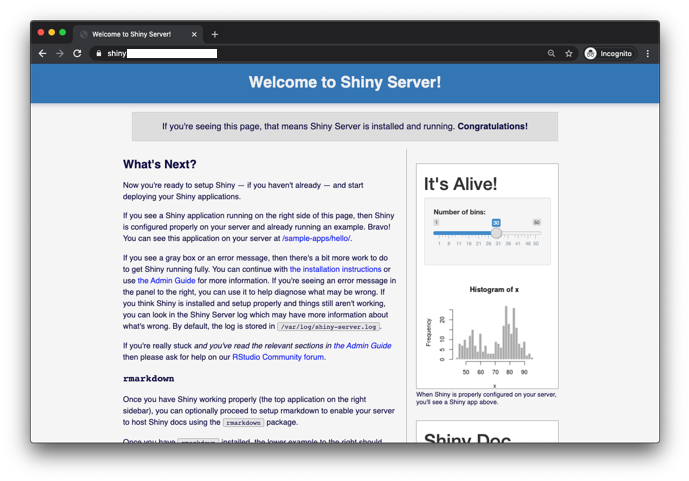 Welcome to Shiny Server!
shiny
Incognito
Welcome to Shiny Server!
If you're seeing this page, that means Shiny Server is installed and running. Congratulations!
What's Next?
Now you're ready to setup Shiny — if you haven't already — and start
deploying your Shiny applications.
If you see a Shiny application running on the right side of this page, then Shiny
is configured properly on your server and already running an example. Bravo!
You can see this application on your server at /sample-apps/hello/.
If you see a gray box or an error message, then there's a bit more work to do
to get Shiny running fully. You can continue with the installation instructions or
use the Admin Guide for more information. If you're seeing an error message in
the panel to the right, you can use it to help diagnose what may be wrong. If
you think Shiny is installed and setup properly and things still aren't working,
you can look in the Shiny Server log which may have more information about
what's wrong. By default, the log is stored in /var/log/shiny-server.log.
If you're really stuck and you've read the relevant sections in the Admin Guide
then please ask for help on our RStudio Community forum.
rmarkdown
Once you have Shiny working properly (the top application on the right
sidebar), you can optionally proceed to setup rmarkdown to enable your server
to host Shiny docs using the rmarkdown package.
Once you have rmarkdown installed, the lower example to the right should
It's Alive!
Number of bins:
1 30 50
1 6 11 16 21 26 31 36 41 46 50
Histogram of x
Frequency
0 5 10 20
50 60 70 80 90
x
When Shiny is properly configured on your server,
you'll see a Shiny app above.
Shiny Doc